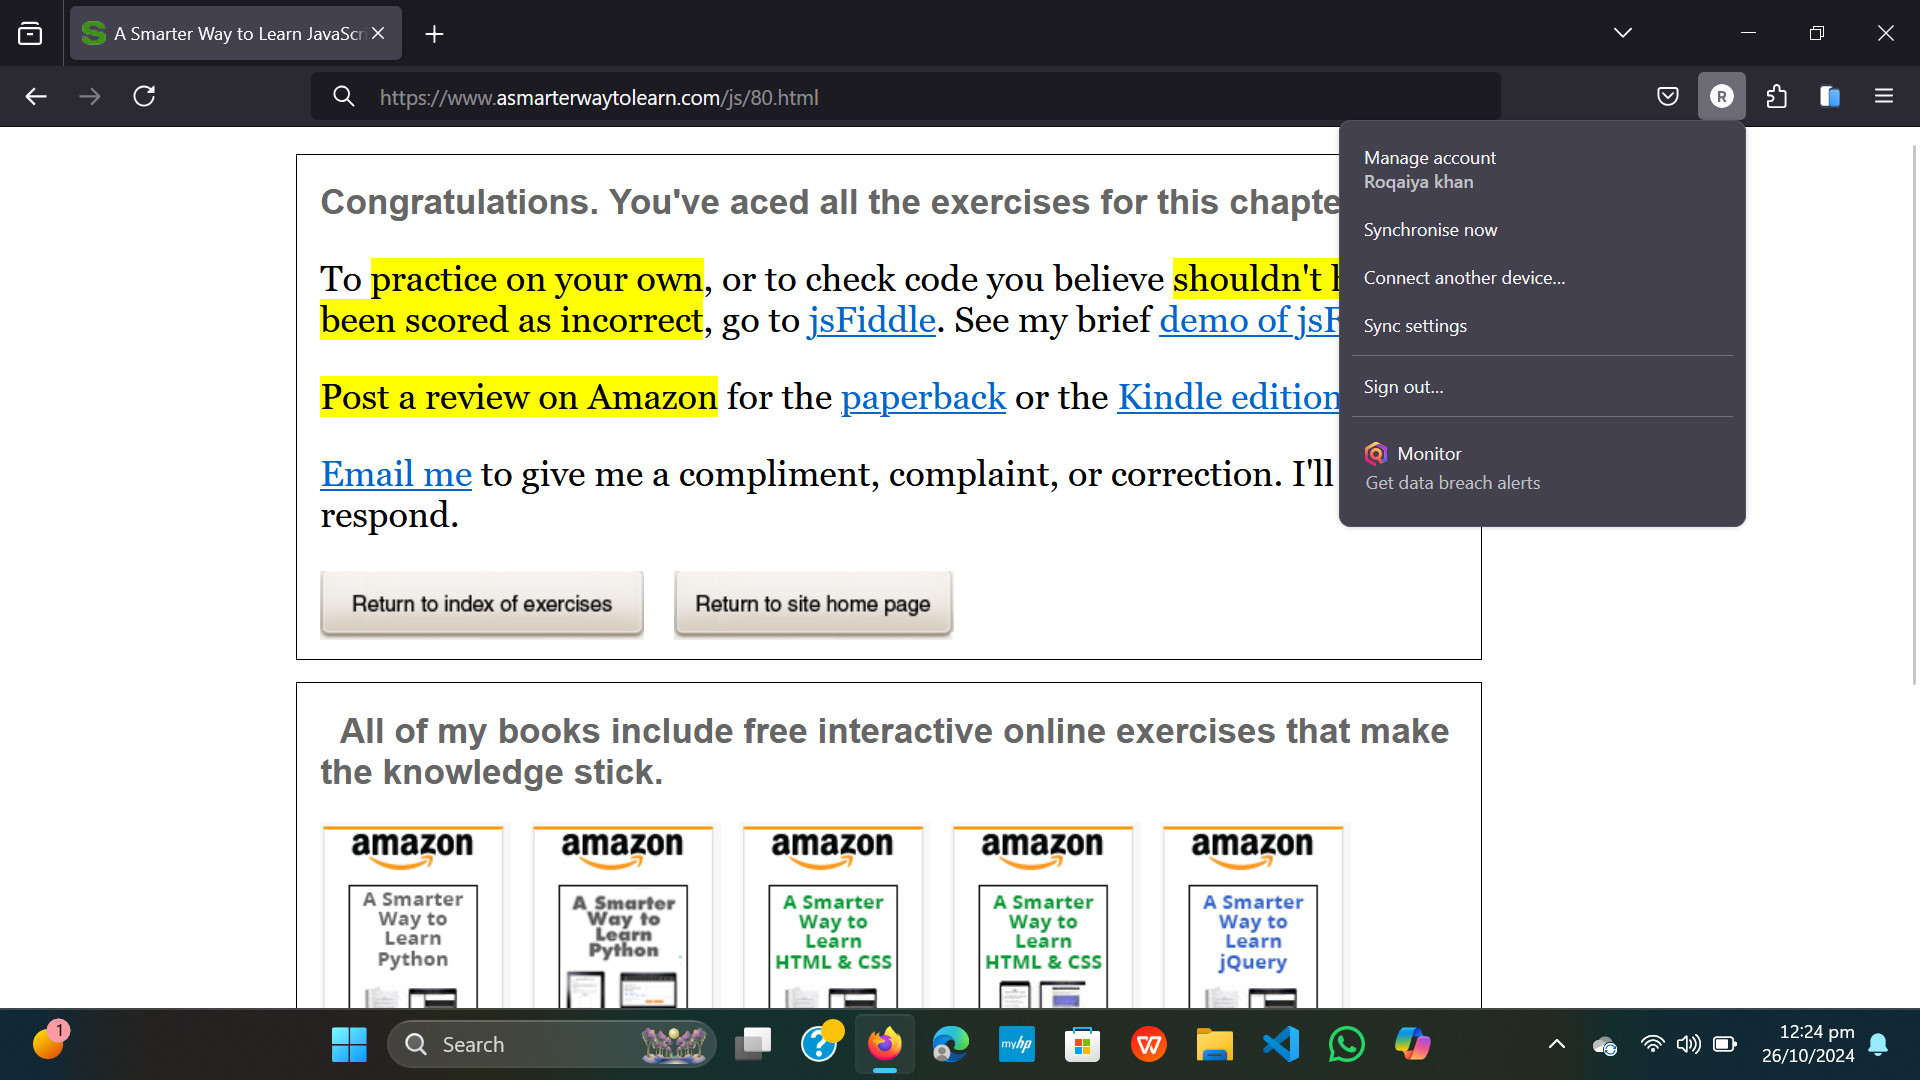 A Smarter Way to Learn JavaScri
https://www.asmarterwaytolearn.com/js/80.html
R
Manage account
Roqaiya khan
Synchronise now
Connect another device...
Sync settings
Sign out...
Monitor
Get data breach alerts
Congratulations. You've aced all the exercises for this chapte
To practice on your own, or to check code you believe shouldn't
been scored as incorrect, go to jsFiddle. See my brief demo of jsF
Post a review on Amazon for the paperback or the Kindle edition
Email me to give me a compliment, complaint, or correction. I'll
respond.
Return to index of exercises
Return to site home page
All of my books include free interactive online exercises that make
the knowledge stick.
amazon amazon amazon amazon amazon
A Smarter
Way to
Learn
Python
A Smarter
Way to
Learn
Python
A Smarter
Way to
Learn
HTML & CSS
A Smarter
Way to
Learn
HTML & CSS
A Smarter
Way to
Learn
jQuery
1
Search
myhp
W
12:24 pm
26/10/2024